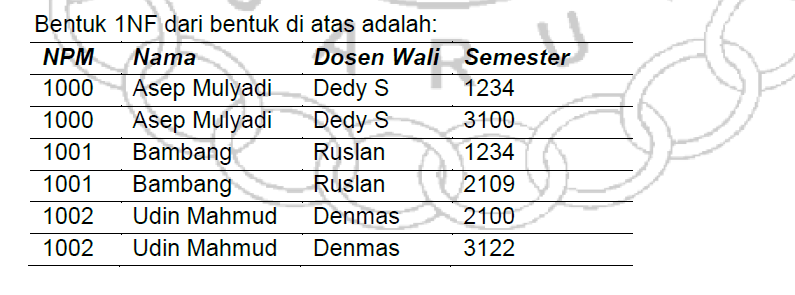 Bentuk 1NF dari bentuk di atas adalah:
NPM Nama Dosen Wali Semester
1000 Asep Mulyadi Dedy S 1234
1000 Asep Mulyadi Dedy S 3100
1001 Bambang Ruslan 1234
1001 Bambang Ruslan 2109
1002 Udin Mahmud Denmas 2100
1002 Udin Mahmud Denmas 3122